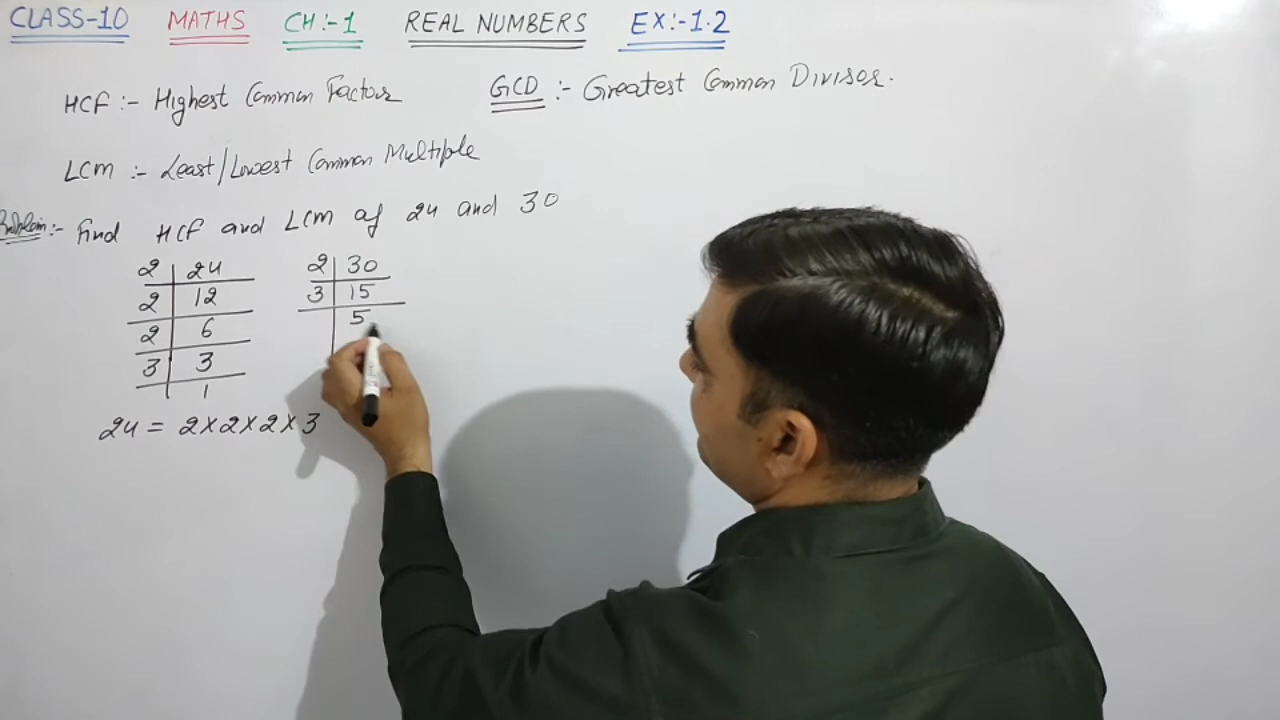 CLASS-10 MATHS CH:-1 REAL NUMBERS EX:-1.2
HCF :- Highest Common Factor GCD :- Greatest Common Divisor.
LCM :- Least/Lowest Common Multiple
Problem:- Find HCF and LCM of 24 and 30
2 24
2 12
2 6
3 3
1
2 30
3 15
5
24 = 2×2×2×3